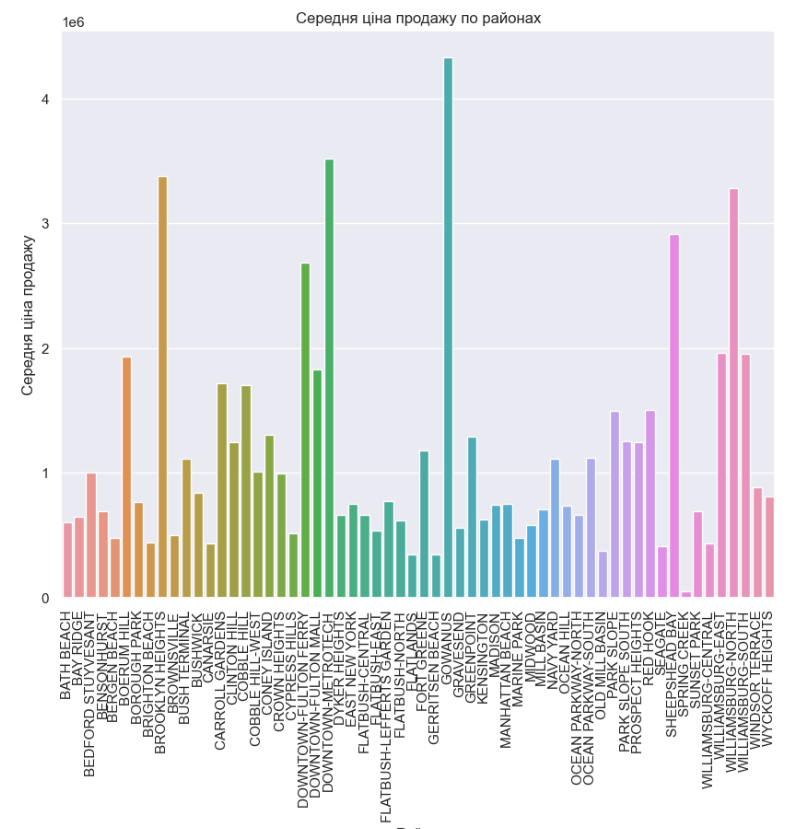 Середня ціна продажу по районах
1e6
Середня ціна продажу
4
3
2
1
0
BATH BEACH
BAY RIDGE
BEDFORD STUYVESANT
BENSONHURST
BERGEN BEACH
BOERUM HILL
BOROUGH PARK
BRIGHTON BEACH
BROOKLYN HEIGHTS
BROWNSVILLE
BUSH TERMINAL
BUSHWICK
CANARSIE
CARROLL GARDENS
CLINTON HILL
COBBLE HILL
COBBLE HILL-WEST
CONEY ISLAND
CROWN HEIGHTS
CYPRESS HILLS
DOWNTOWN-FULTON FERRY
DOWNTOWN-FULTON MALL
DOWNTOWN-METROTECH
DYKER HEIGHTS
EAST NEW YORK
FLATBUSH-CENTRAL
FLATBUSH-EAST
FLATBUSH-LEFFERTS GARDEN
FLATBUSH-NORTH
FLATLANDS
FORT GREENE
GERRITSEN BEACH
GOWANUS
GRAVESEND
GREENPOINT
KENSINGTON
MADISON
MANHATTAN BEACH
MARINE PARK
MIDWOOD
MILL BASIN
NAVY YARD
OCEAN HILL
OCEAN PARKWAY-NORTH
OCEAN PARKWAY-SOUTH
OLD MILL BASIN
PARK SLOPE
PARK SLOPE SOUTH
PROSPECT HEIGHTS
RED HOOK
SEAGATE
SHEEPSHEAD BAY
SPRING CREEK
SUNSET PARK
WILLIAMSBURG-CENTRAL
WILLIAMSBURG-EAST
WILLIAMSBURG-NORTH
WILLIAMSBURG-SOUTH
WINDSOR TERRACE
WYCKOFF HEIGHTS